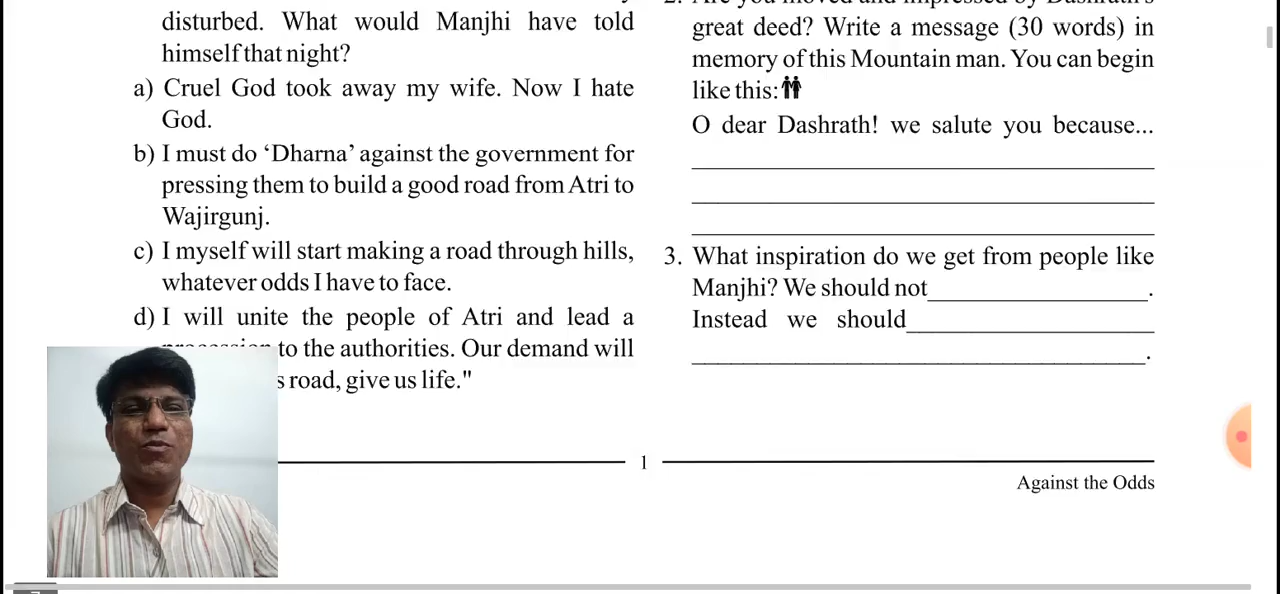 disturbed. What would Manjhi have told
himself that night?
a) Cruel God took away my wife. Now I hate
God.
b) I must do ‘Dharna’ against the government for
pressing them to build a good road from Atri to
Wajirgunj.
c) I myself will start making a road through hills,
whatever odds I have to face.
d) I will unite the people of Atri and lead a
to the authorities. Our demand will
road, give us life."
great deed? Write a message (30 words) in
memory of this Mountain man. You can begin
like this:
O dear Dashrath! we salute you because...
3. What inspiration do we get from people like
Manjhi? We should not____________________.
Instead we should______________________
________________________________________.
1
Against the Odds